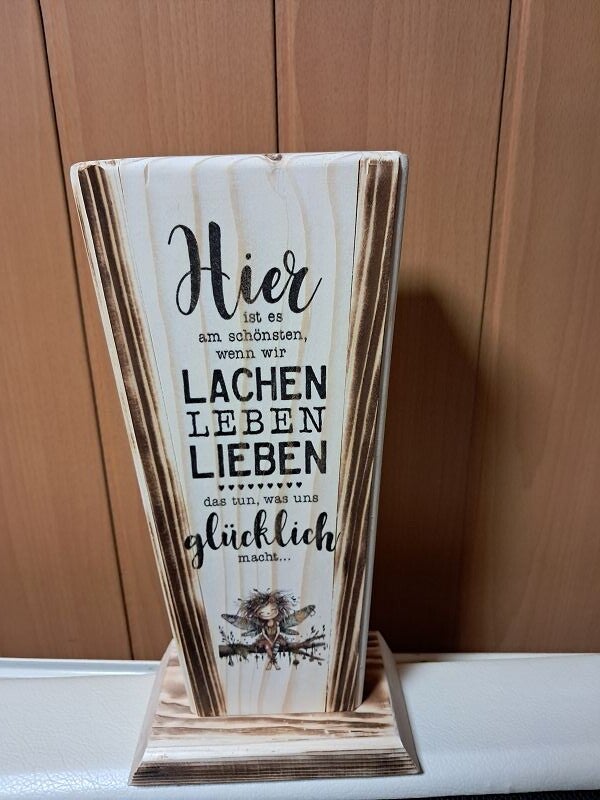 Hier
ist es
am schönsten,
wenn wir
LACHEN
LEBEN
LIEBEN
das tun, was uns
glücklich
macht...